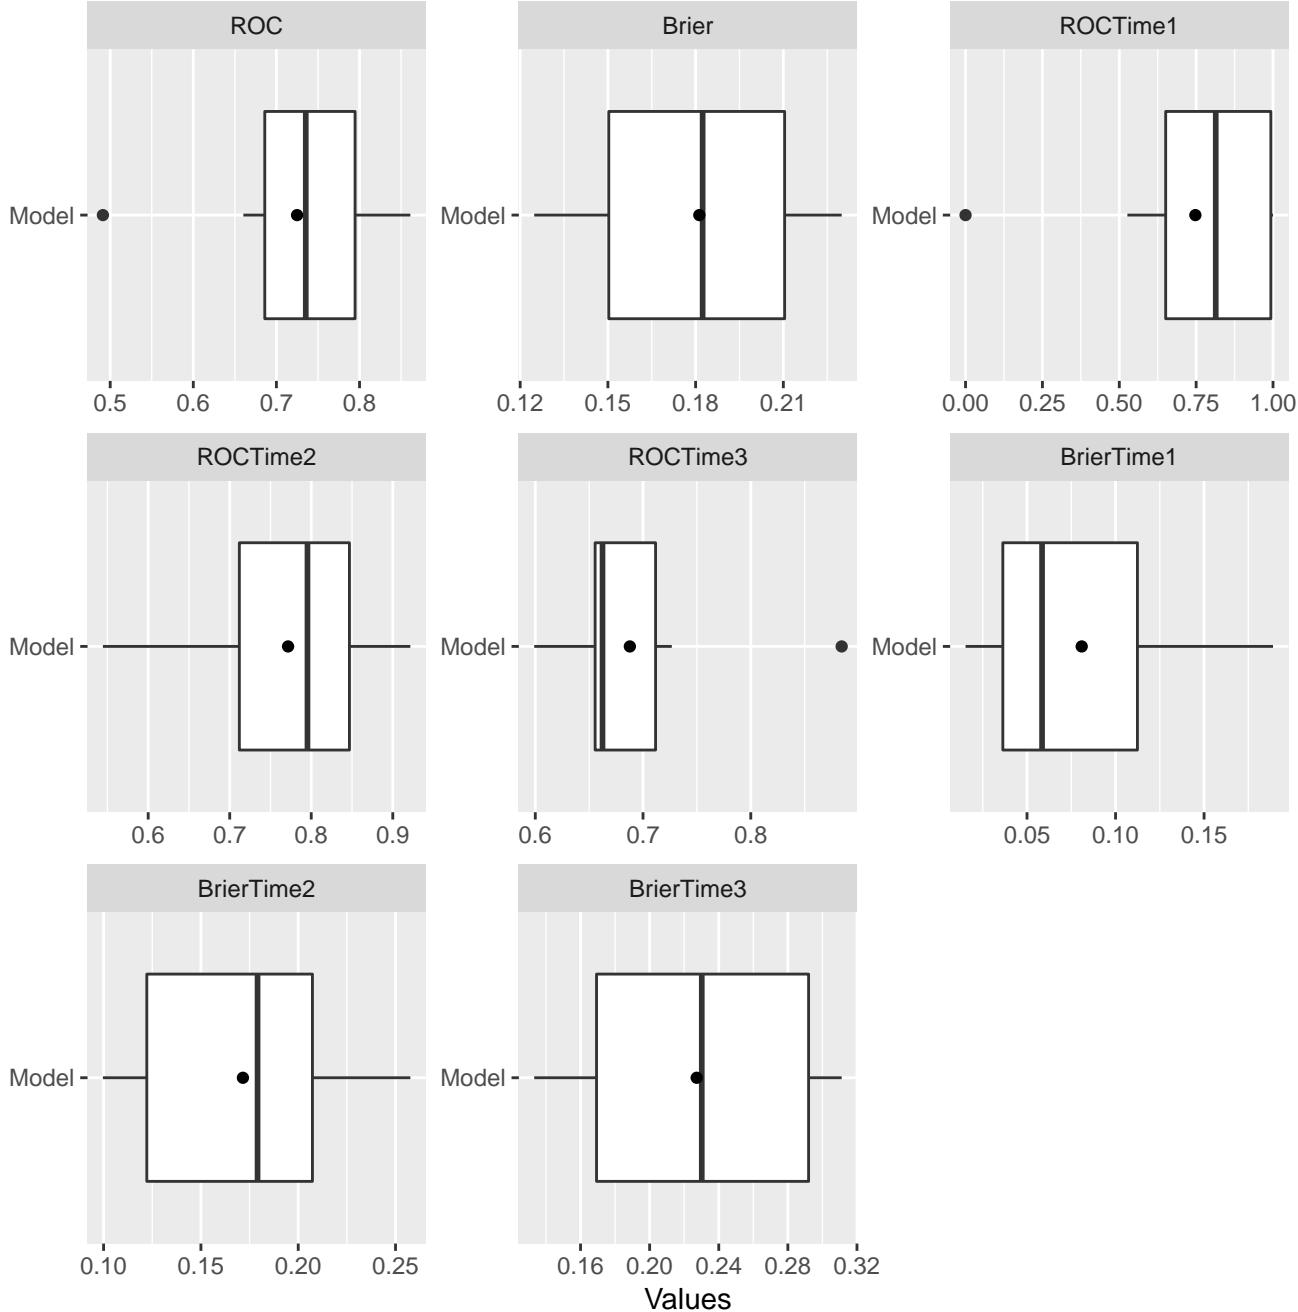 ROC Brier ROCTime1
Model Model Model
0.5 0.6 0.7 0.8 0.12 0.15 0.18 0.21 0.00 0.25 0.50 0.75 1.00
ROCTime2 ROCTime3 BrierTime1
Model Model Model
0.6 0.7 0.8 0.9 0.6 0.7 0.8 0.05 0.10 0.15
BrierTime2 BrierTime3
Model Model
0.10 0.15 0.20 0.25 0.16 0.20 0.24 0.28 0.32
Values